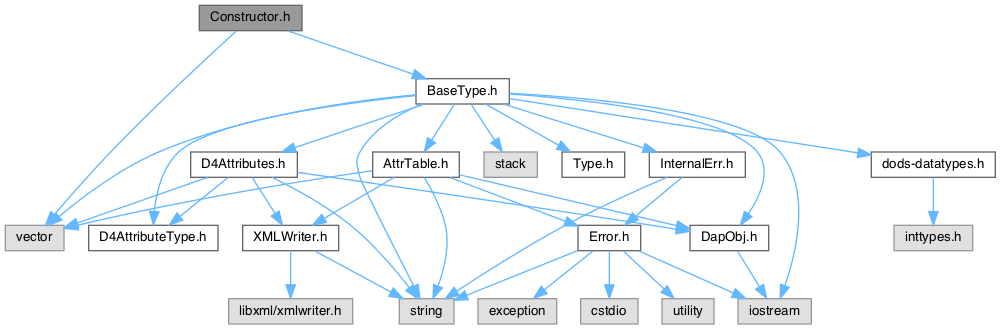 Constructor.h
BaseType.h
D4Attributes.h
AttrTable.h
stack
Type.h
InternalErr.h
dods-datatypes.h
vector
D4AttributeType.h
XMLWriter.h
Error.h
DapObj.h
inttypes.h
libxml/xmlwriter.h
string
exception
cstdio
utility
iostream